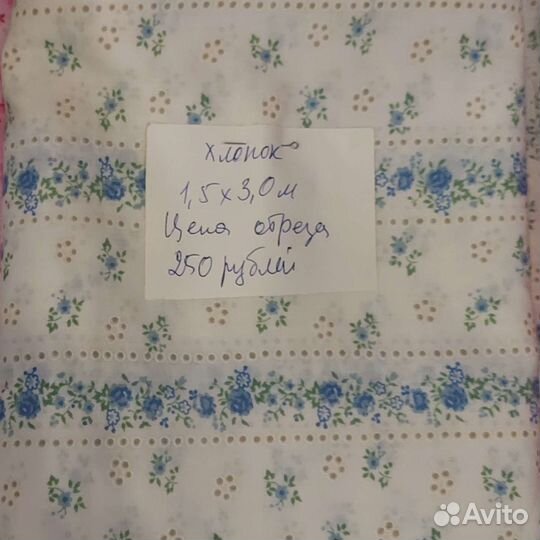 хлопок
1,5 х 3,0 м
Цена отреза
250 рублей
Avito